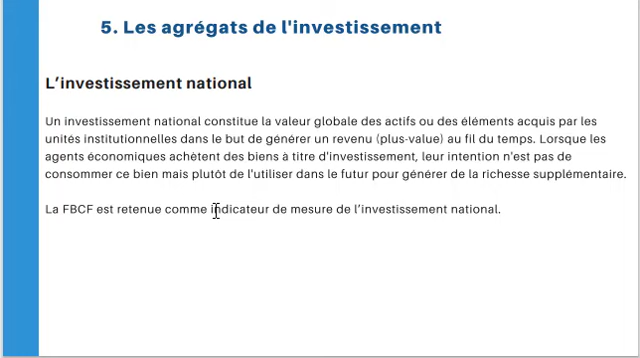 5. Les agrégats de l'investissement
L’investissement national
Un investissement national constitue la valeur globale des actifs ou des éléments acquis par les
unités institutionnelles dans le but de générer un revenu (plus-value) au fil du temps. Lorsque les
agents économiques achètent des biens à titre d'investissement, leur intention n'est pas de
consommer ce bien mais plutôt de l'utiliser dans le futur pour générer de la richesse supplémentaire.
La FBCF est retenue comme indicateur de mesure de l’investissement national.